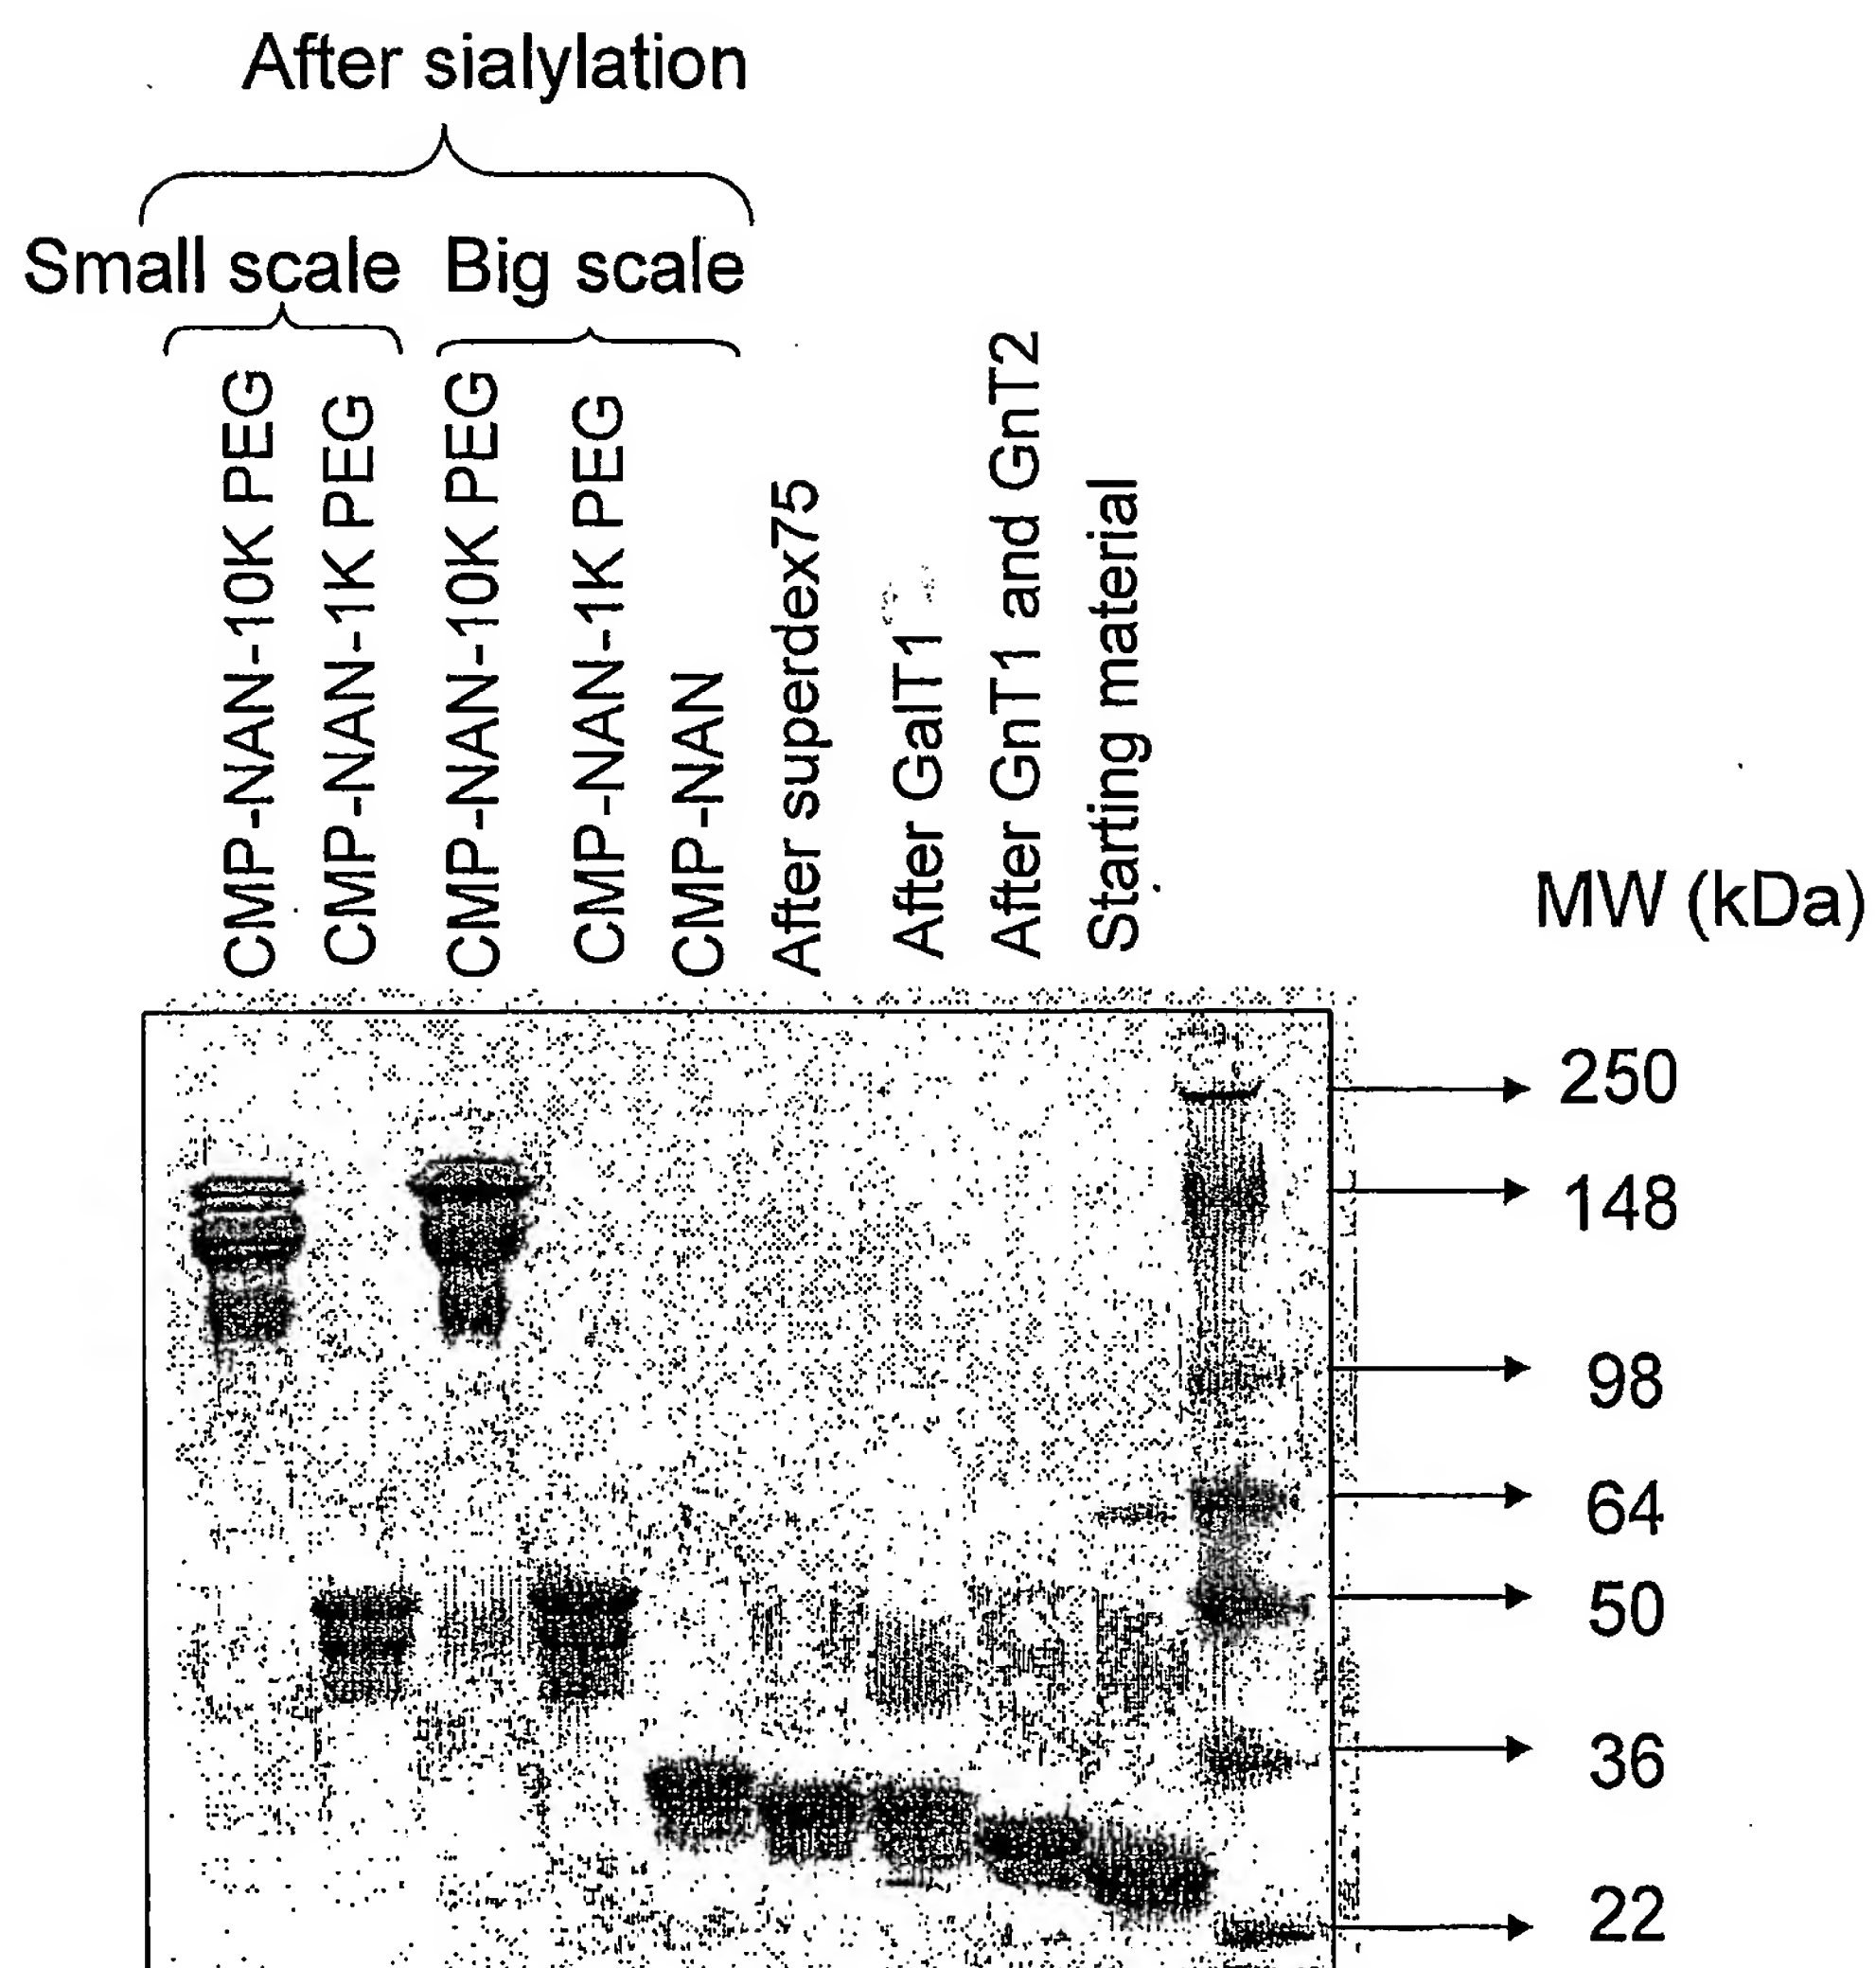 After sialylation
Small scale
Big scale
CMP-NAN-10K PEG
CMP-NAN-1K PEG
CMP-NAN-10K PEG
CMP-NAN-1K PEG
CMP-NAN
After superdex75
After GalT1
After GnT1 and GnT2
Starting material
MW (kDa)
250
148
98
64
50
36
22